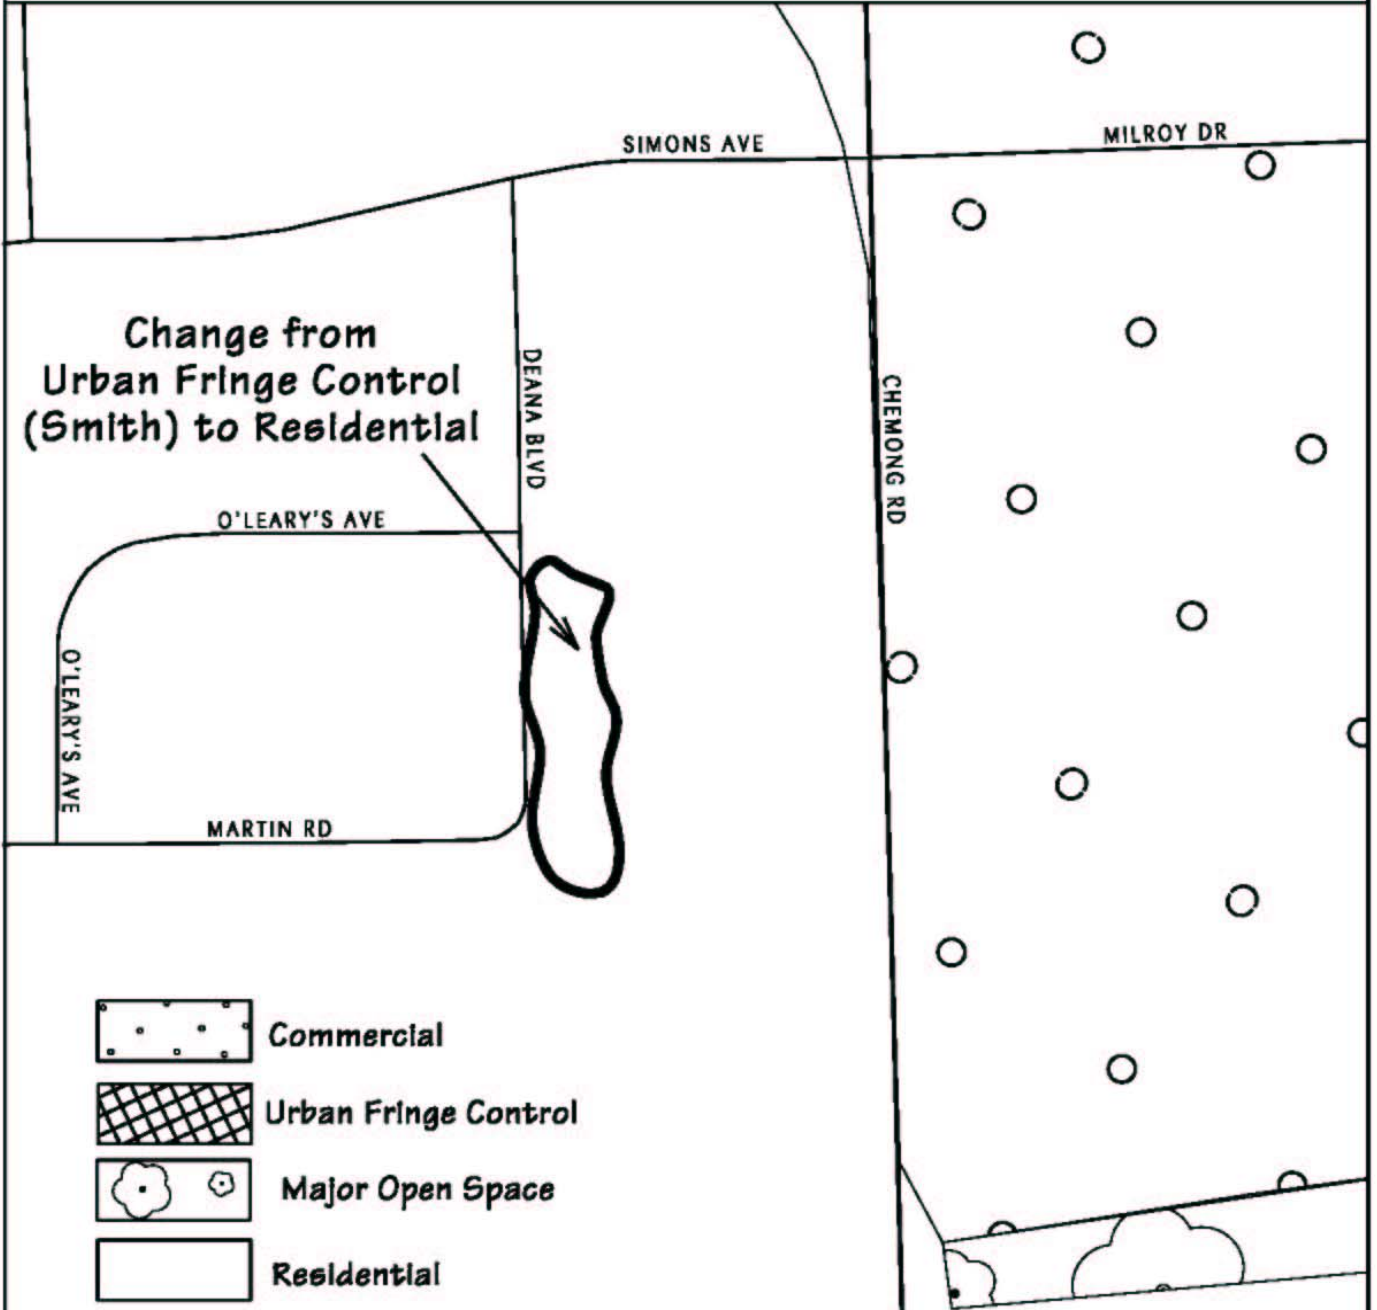 SIMONS AVE
MILROY DR
Change from
Urban Fringe Control
(Smith) to Residential
DEANA BLVD
CHEMONG RD
O'LEARY'S AVE
O'LEARY'S AVE
MARTIN RD
Commercial
Urban Fringe Control
Major Open Space
Residential